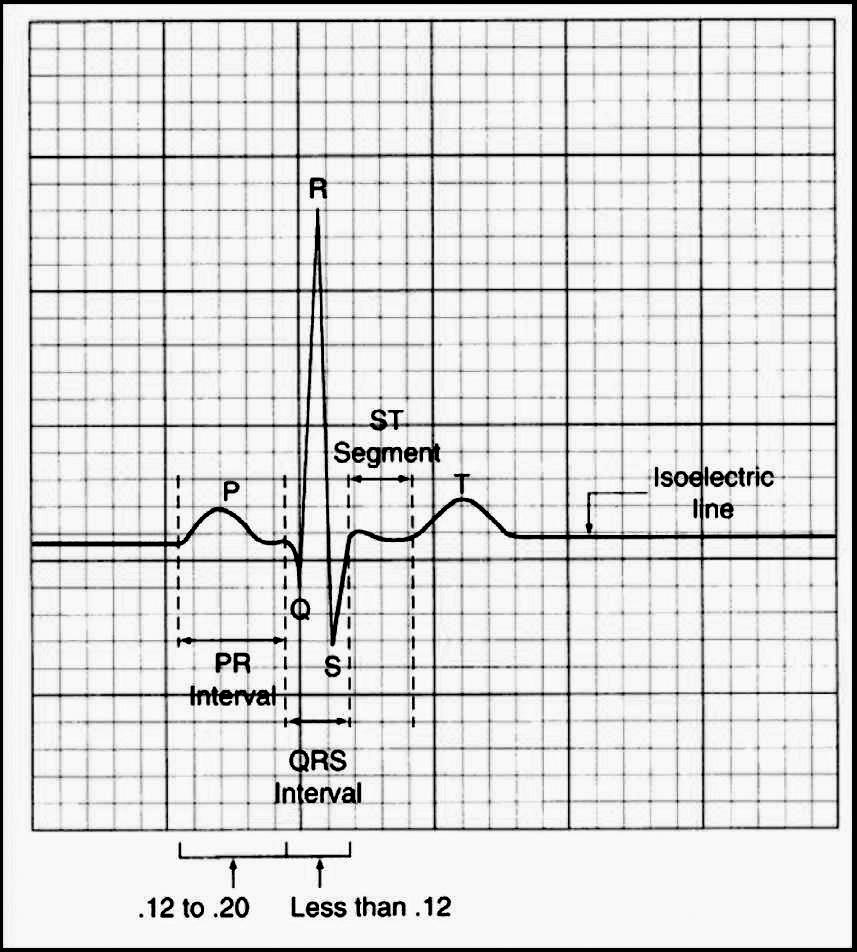 R
ST
Segment
P
T
Isoelectric
line
Q
S
PR
Interval
QRS
Interval
.12 to .20
Less than .12